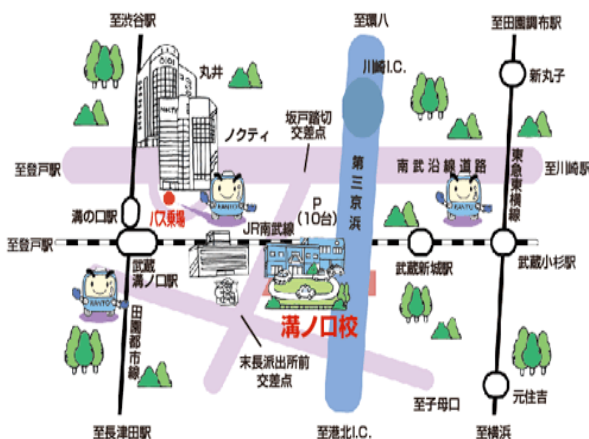 至渋谷駅
至環八
至田園調布駅
丸井
川崎I.C.
新丸子
ノクティ
坂戸踏切
交差点
至登戸駅
第三京浜
南武沿線道路
東急東横線
至川崎駅
溝の口駅
バス乗場
P
(10台)
JR南武線
至登戸駅
武蔵
溝ノ口駅
武蔵新城駅
武蔵小杉駅
KANTO
田園都市線
溝ノ口校
末長派出所前
交差点
元住吉
至子母口
至長津田駅
至港北I.C.
至横浜